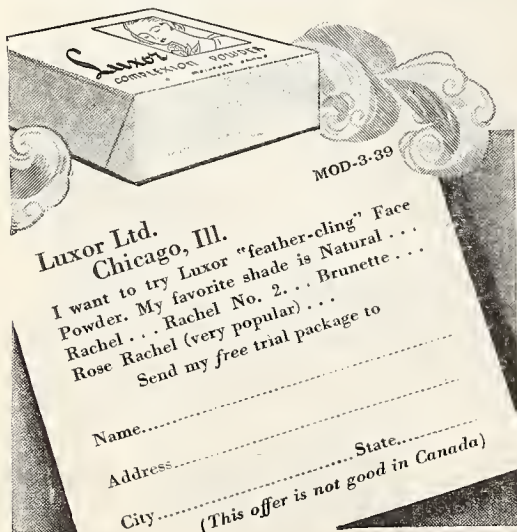 Luxor
COMPLEXION POWDER
MOD-3-39
Luxor Ltd.
Chicago, Ill.
I want to try Luxor "feather-cling" Face
Powder. My favorite shade is Natural . . .
Rachel . . . Rachel No. 2. . . Brunette . . .
Rose Rachel (very popular) . . .
Send my free trial package to
Name............................................................
Address............................................................
City........................................State...............
(This offer is not good in Canada)